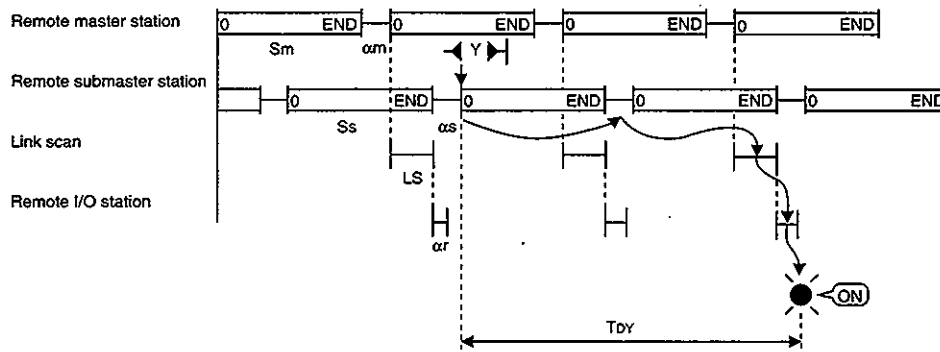 Remote master station
0 END 0 END 0 END 0 END
Sm αm Y
Remote submaster station
0 END 0 END 0 END 0 END
Ss αs
Link scan
LS
Remote I/O station
αr
ON
TDY